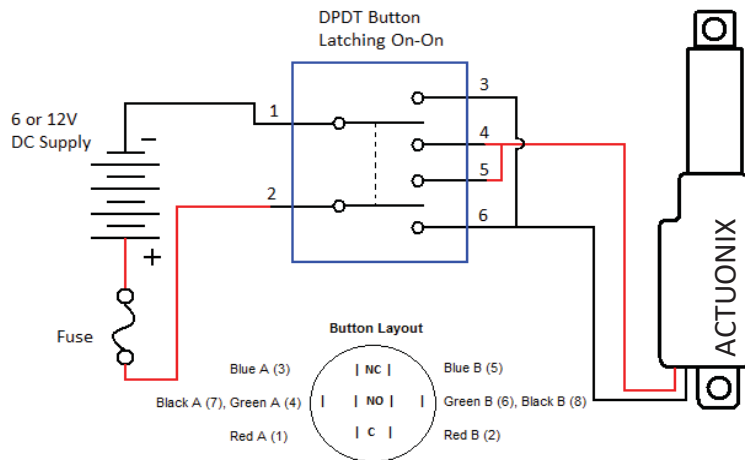 DPDT Button
Latching On-On
6 or 12V
DC Supply
−
+
1
2
3
4
5
6
Fuse
ACTUONIX
Button Layout
Blue A (3)
| NC |
Blue B (5)
Black A (7), Green A (4)
| | NO | |
Green B (6), Black B (8)
Red A (1)
| C |
Red B (2)